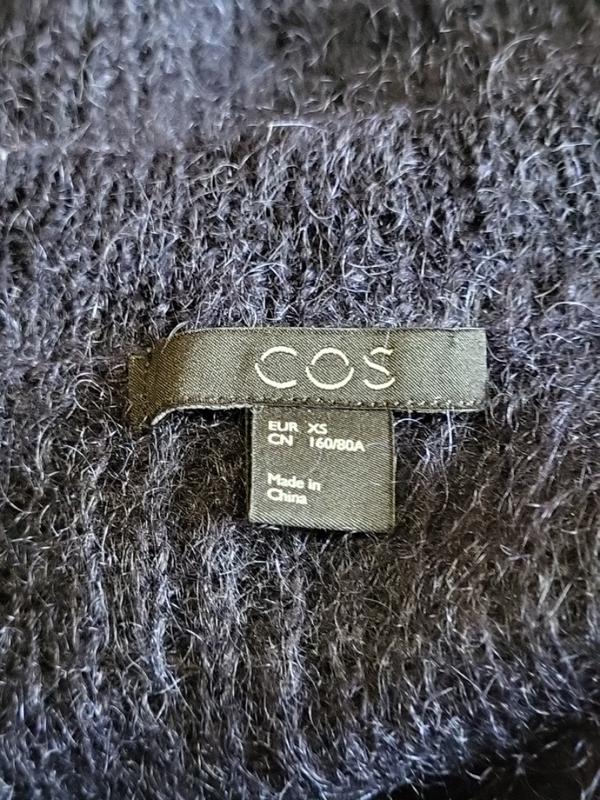 COS
EUR XS
CN 160/80A
Made in
China